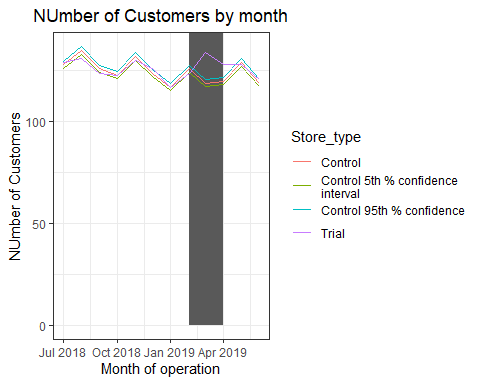 NUmber of Customers by month
NUmber of Customers
100
50
0
Jul 2018 Oct 2018 Jan 2019 Apr 2019
Month of operation
Store_type
Control
Control 5th % confidence
interval
Control 95th % confidence
Trial